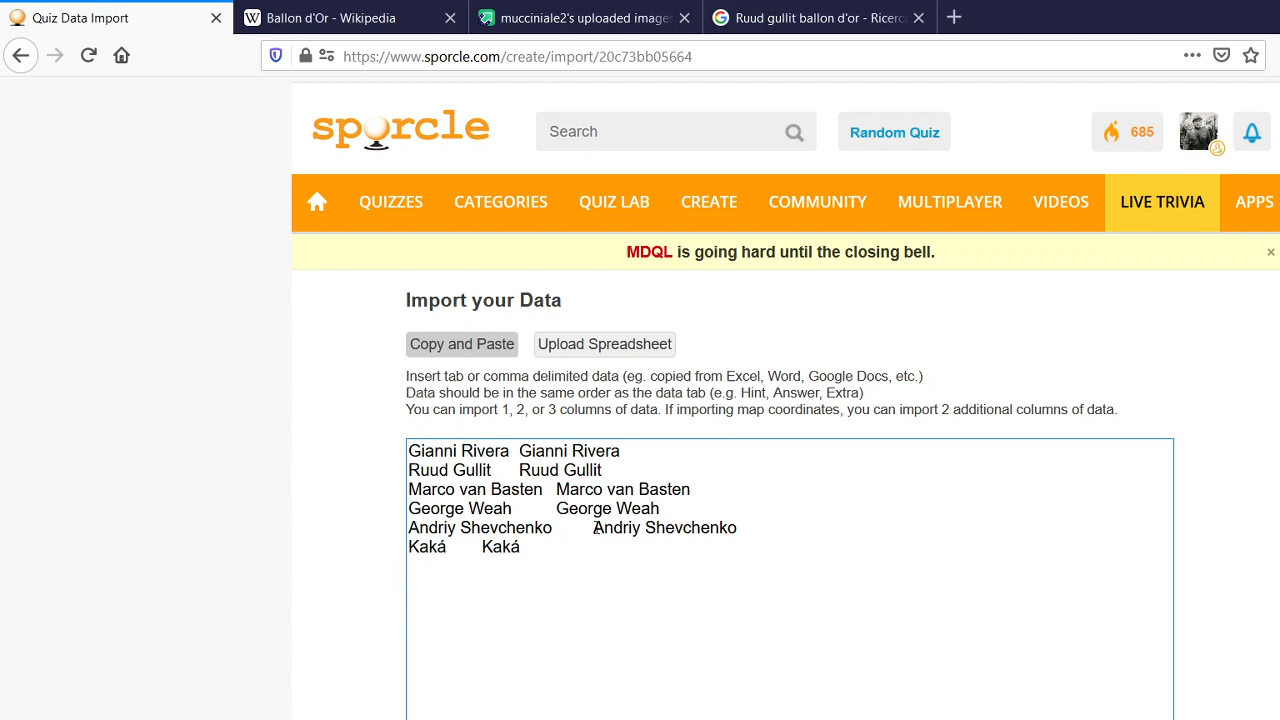 Quiz Data Import
Ballon d'Or - Wikipedia
mucciniale2's uploaded images
Ruud gullit ballon d'or - Ricerc
https://www.sporcle.com/create/import/20c73bb05664
sporcle
Search
Random Quiz
685
QUIZZES CATEGORIES QUIZ LAB CREATE COMMUNITY MULTIPLAYER VIDEOS LIVE TRIVIA APPS
MDQL is going hard until the closing bell.
Import your Data
Copy and Paste Upload Spreadsheet
Insert tab or comma delimited data (eg. copied from Excel, Word, Google Docs, etc.)
Data should be in the same order as the data tab (e.g. Hint, Answer, Extra)
You can import 1, 2, or 3 columns of data. If importing map coordinates, you can import 2 additional columns of data.
Gianni Rivera Gianni Rivera
Ruud Gullit Ruud Gullit
Marco van Basten Marco van Basten
George Weah George Weah
Andriy Shevchenko Andriy Shevchenko
Kaká Kaká